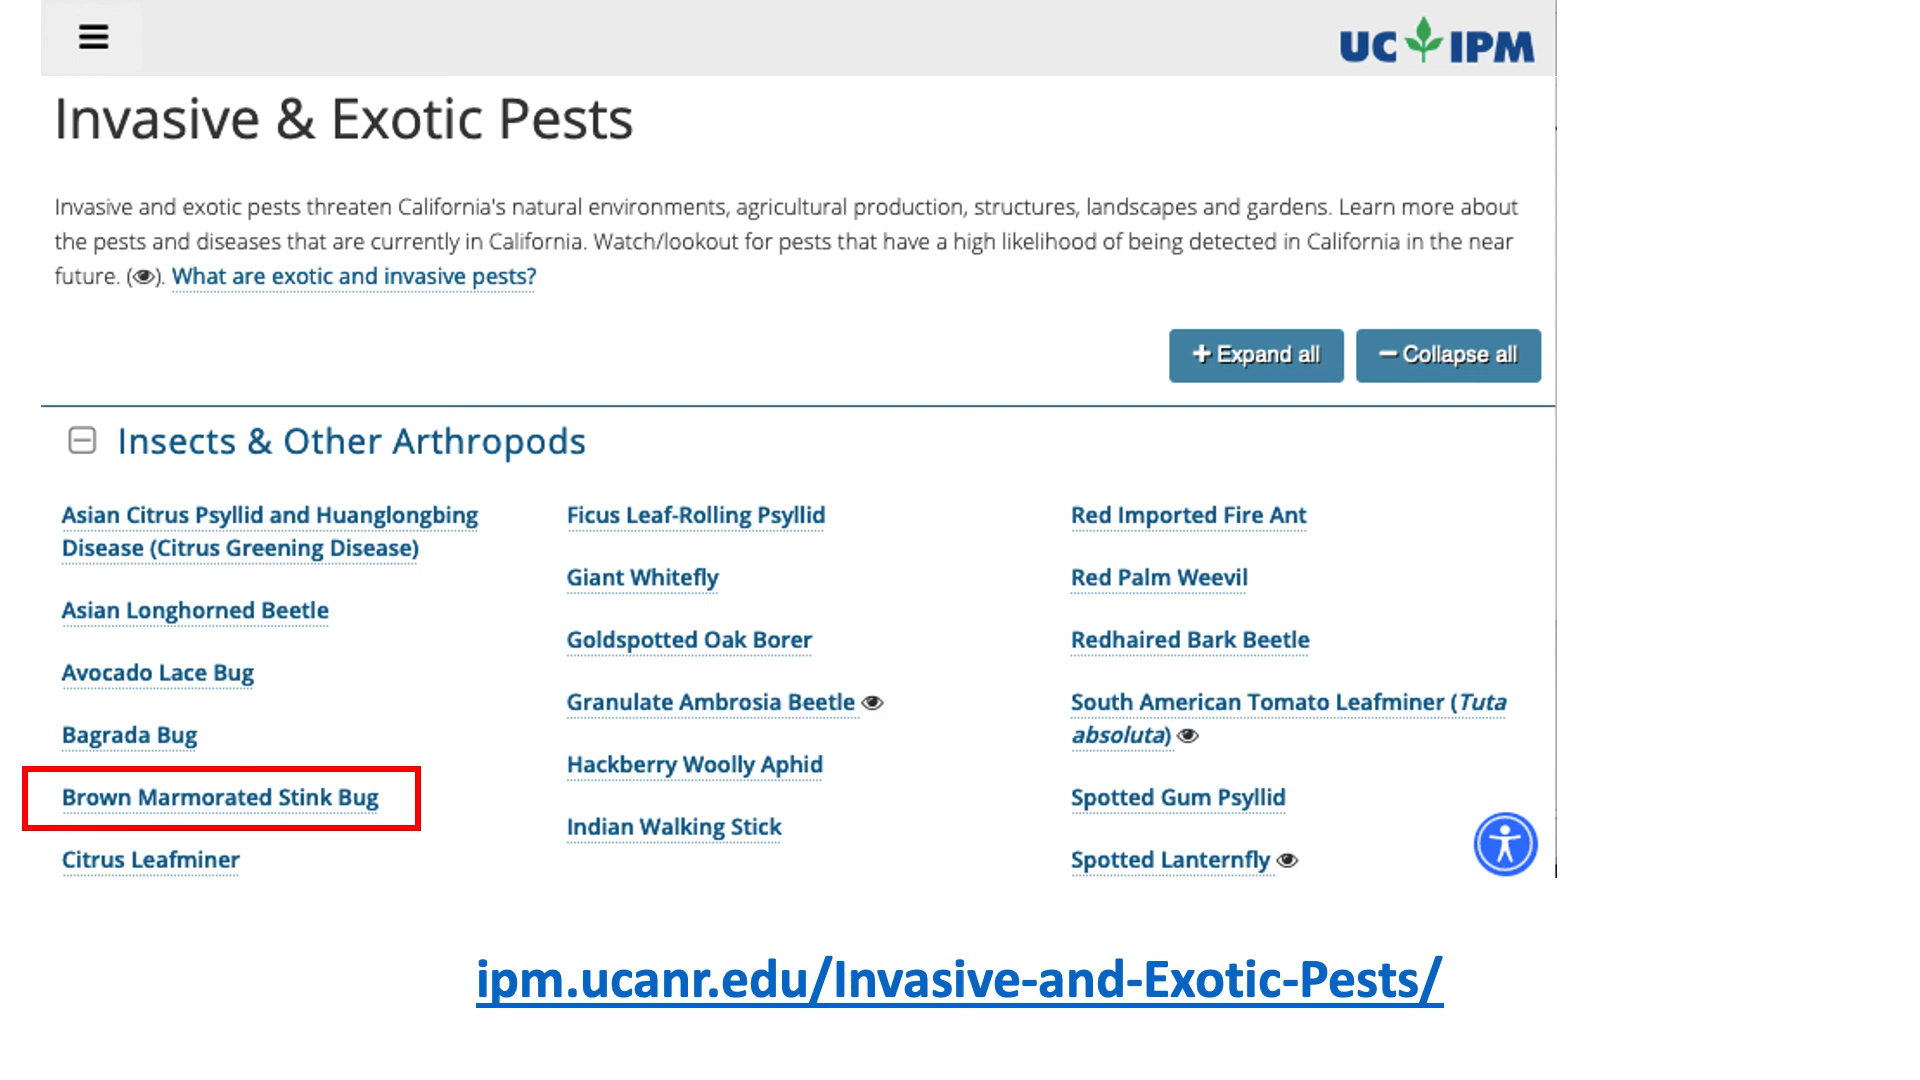 UC IPM
Invasive & Exotic Pests
Invasive and exotic pests threaten California's natural environments, agricultural production, structures, landscapes and gardens. Learn more about
the pests and diseases that are currently in California. Watch/lookout for pests that have a high likelihood of being detected in California in the near
future. (). What are exotic and invasive pests?
+ Expand all
− Collapse all
Insects & Other Arthropods
Asian Citrus Psyllid and Huanglongbing
Disease (Citrus Greening Disease)
Asian Longhorned Beetle
Avocado Lace Bug
Bagrada Bug
Brown Marmorated Stink Bug
Citrus Leafminer
Ficus Leaf-Rolling Psyllid
Giant Whitefly
Goldspotted Oak Borer
Granulate Ambrosia Beetle
Hackberry Woolly Aphid
Indian Walking Stick
Red Imported Fire Ant
Red Palm Weevil
Redhaired Bark Beetle
South American Tomato Leafminer (Tuta
absoluta)
Spotted Gum Psyllid
Spotted Lanternfly
ipm.ucanr.edu/Invasive-and-Exotic-Pests/